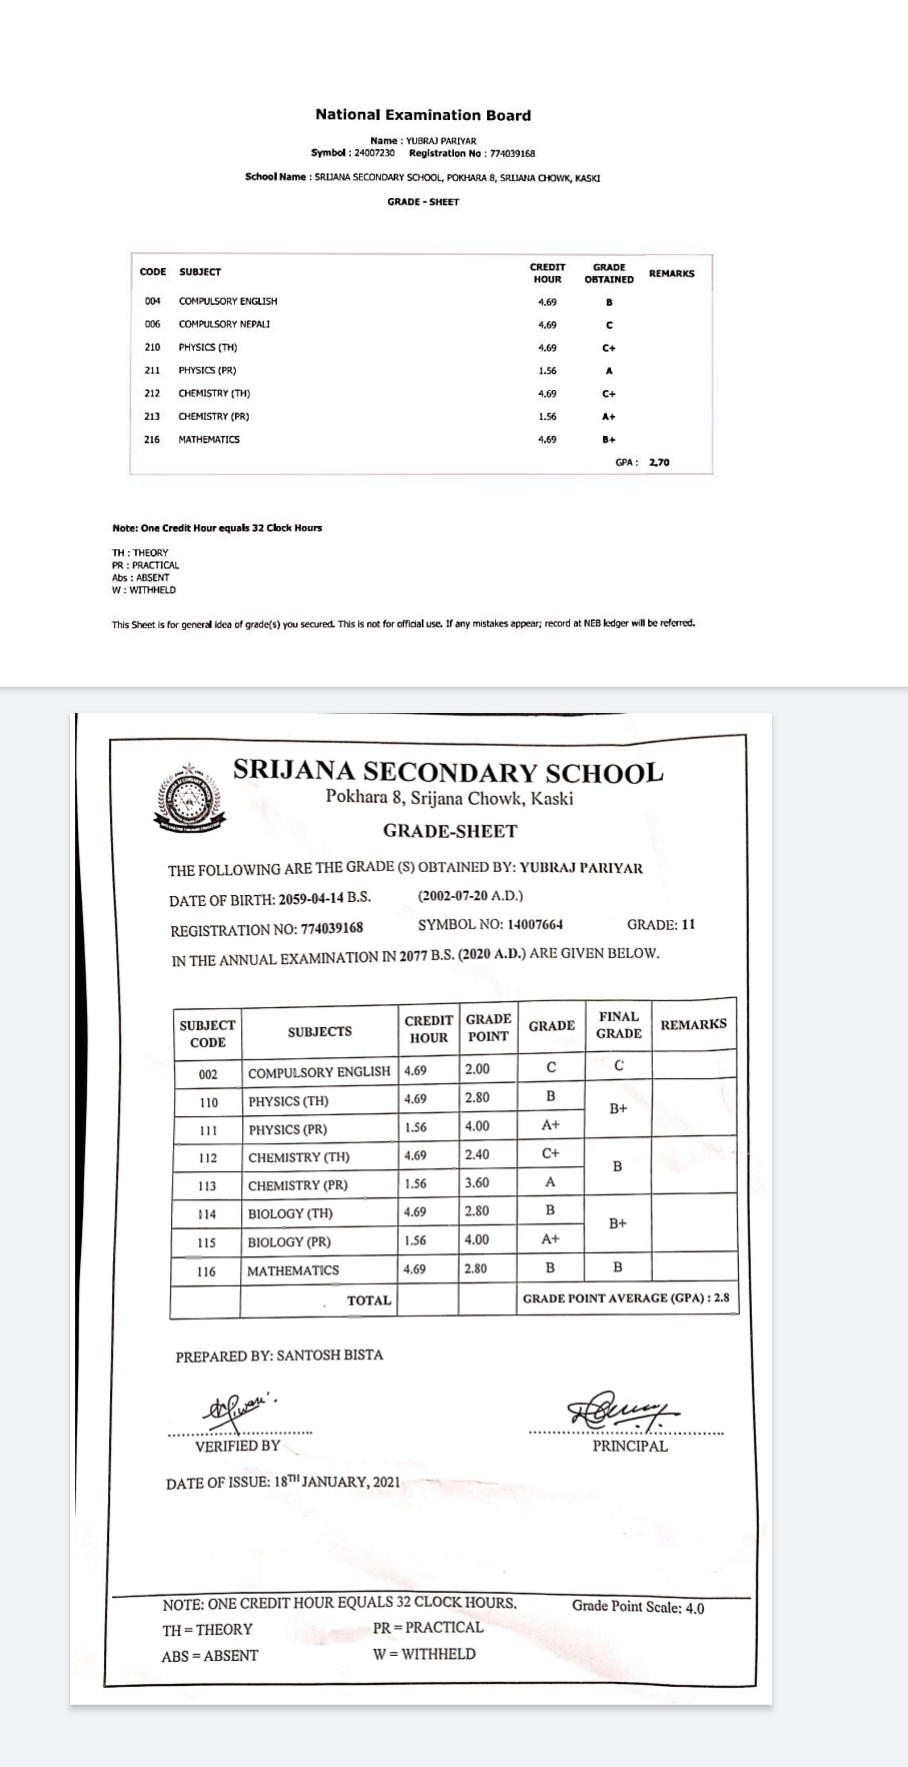 National Examination Board
Name : YUBRAJ PARIYAR
Symbol : 24007230 Registration No : 774039168
School Name : SRIJANA SECONDARY SCHOOL, POKHARA 8, SRIJANA CHOWK, KASKI
GRADE - SHEET
CODE SUBJECT CREDIT HOUR GRADE OBTAINED REMARKS
004 COMPULSORY ENGLISH 4.69 B
006 COMPULSORY NEPALI 4.69 C
210 PHYSICS (TH) 4.69 C+
211 PHYSICS (PR) 1.56 A
212 CHEMISTRY (TH) 4.69 C+
213 CHEMISTRY (PR) 1.56 A+
216 MATHEMATICS 4.69 B+
GPA : 2.70
Note: One Credit Hour equals 32 Clock Hours
TH : THEORY
PR : PRACTICAL
Abs : ABSENT
W : WITHHELD
This Sheet is for general idea of grade(s) you secured. This is not for official use. If any mistakes appear; record at NEB ledger will be referred.
SRIJANA SECONDARY SCHOOL
Pokhara 8, Srijana Chowk, Kaski
GRADE-SHEET
THE FOLLOWING ARE THE GRADE (S) OBTAINED BY: YUBRAJ PARIYAR
DATE OF BIRTH: 2059-04-14 B.S. (2002-07-20 A.D.)
REGISTRATION NO: 774039168 SYMBOL NO: 14007664 GRADE: 11
IN THE ANNUAL EXAMINATION IN 2077 B.S. (2020 A.D.) ARE GIVEN BELOW.
SUBJECT CODE SUBJECTS CREDIT HOUR GRADE POINT GRADE FINAL GRADE REMARKS
002 COMPULSORY ENGLISH 4.69 2.00 C C
110 PHYSICS (TH) 4.69 2.80 B B+
111 PHYSICS (PR) 1.56 4.00 A+
112 CHEMISTRY (TH) 4.69 2.40 C+ B
113 CHEMISTRY (PR) 1.56 3.60 A
114 BIOLOGY (TH) 4.69 2.80 B B+
115 BIOLOGY (PR) 1.56 4.00 A+
116 MATHEMATICS 4.69 2.80 B B
TOTAL GRADE POINT AVERAGE (GPA) : 2.8
PREPARED BY: SANTOSH BISTA
VERIFIED BY PRINCIPAL
DATE OF ISSUE: 18TH JANUARY, 2021
NOTE: ONE CREDIT HOUR EQUALS 32 CLOCK HOURS. Grade Point Scale: 4.0
TH = THEORY PR = PRACTICAL
ABS = ABSENT W = WITHHELD